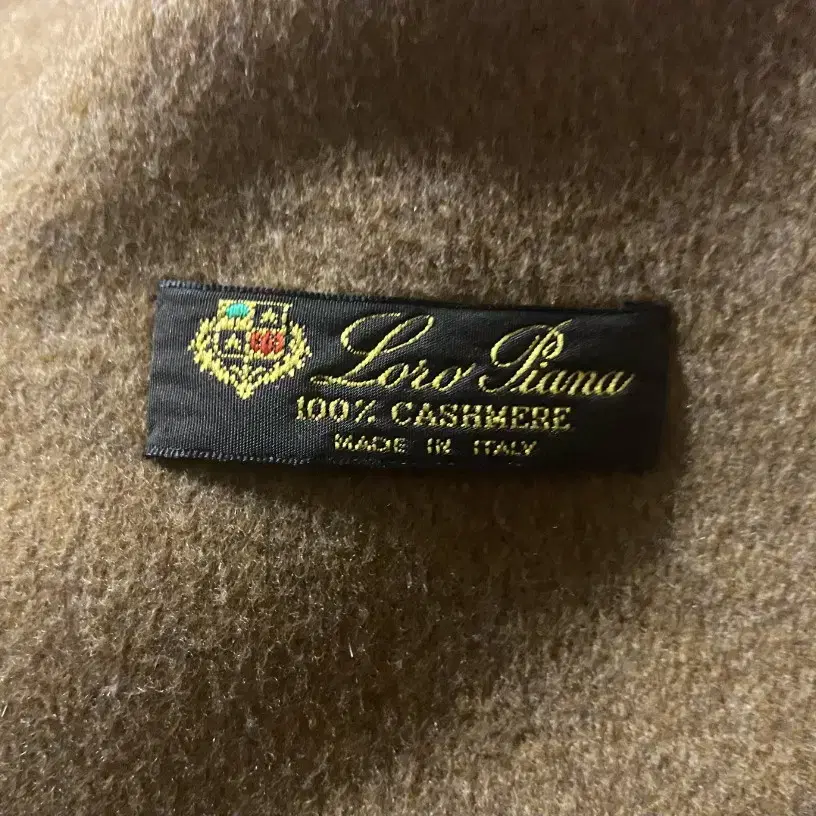 Loro Piana
100% CASHMERE
MADE IN ITALY